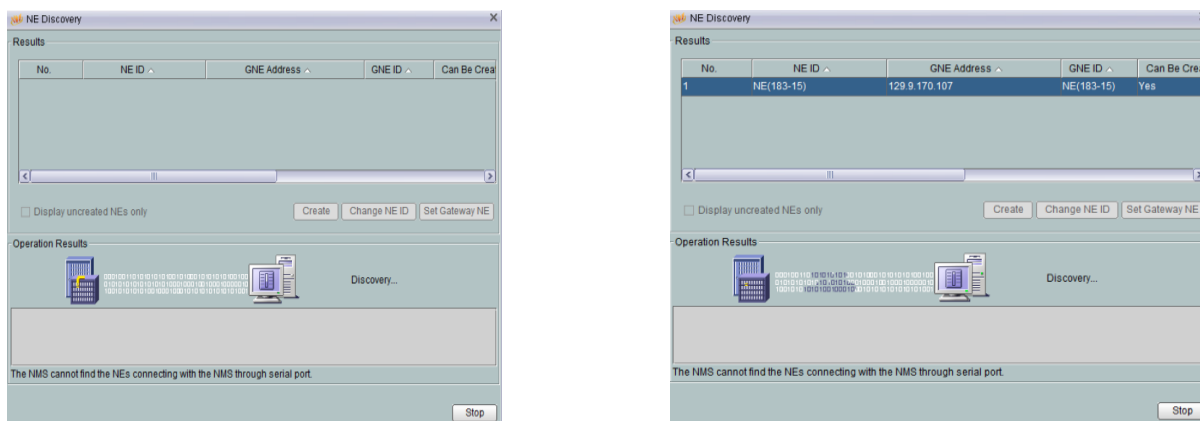 NE Discovery
Results
No. NE ID GNE Address GNE ID Can Be Crea
Display uncreated NEs only Create Change NE ID Set Gateway NE
Operation Results
Discovery...
The NMS cannot find the NEs connecting with the NMS through serial port.
Stop
NE Discovery
Results
No. NE ID GNE Address GNE ID Can Be Crea
1 NE(183-15) 129.9.170.107 NE(183-15) Yes
Display uncreated NEs only Create Change NE ID Set Gateway NE
Operation Results
Discovery...
The NMS cannot find the NEs connecting with the NMS through serial port.
Stop